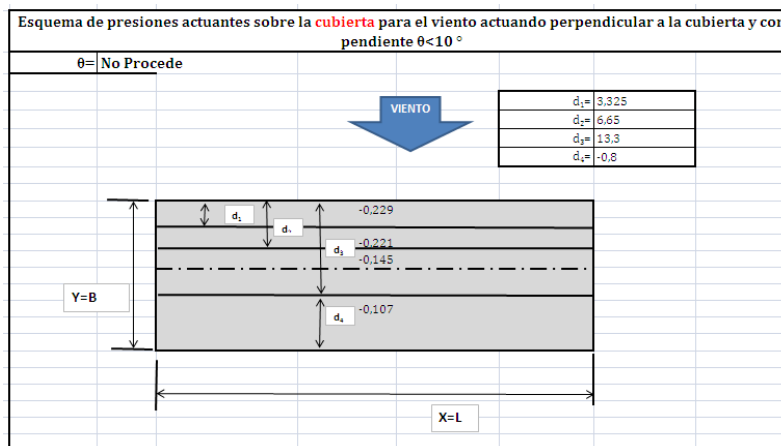 Esquema de presiones actuantes sobre la cubierta para el viento actuando perpendicular a la cubierta y con
pendiente θ<10 °
θ= No Procede
VIENTO
d₁= 3,325
d₂= 6,65
d₃= 13,3
d₄= -0,8
-0,229
d₁
d₂
-0,221
d₃
-0,145
Y=B
-0,107
d₄
X=L